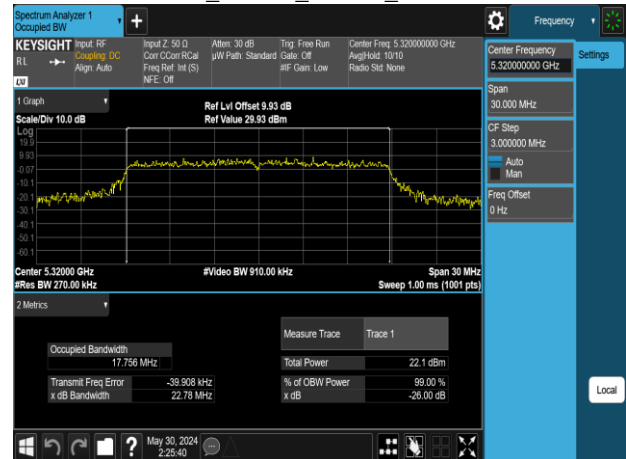 Spectrum Analyzer 1
Occupied BW
Frequency
KEYSIGHT
RL
LXI
Input: RF
Coupling: DC
Align: Auto
Input Z: 50 Ω
Corr CCorr RCal
Freq Ref: Int (S)
NFE: Off
Atten: 30 dB
µW Path: Standard
Trig: Free Run
Gate: Off
#IF Gain: Low
Center Freq: 5.320000000 GHz
Avg|Hold: 10/10
Radio Std: None
Center Frequency
5.320000000 GHz
Settings
Span
30.000 MHz
CF Step
3.000000 MHz
Auto
Man
Freq Offset
0 Hz
Local
1 Graph
Scale/Div 10.0 dB
Ref Lvl Offset 9.93 dB
Ref Value 29.93 dBm
Log
19.9
9.93
-0.07
-10.1
-20.1
-30.1
-40.1
-50.1
-60.1
Center 5.32000 GHz
#Video BW 910.00 kHz
Span 30 MHz
#Res BW 270.00 kHz
Sweep 1.00 ms (1001 pts)
2 Metrics
Measure Trace Trace 1
Occupied Bandwidth
17.756 MHz
Total Power 22.1 dBm
Transmit Freq Error -39.908 kHz
% of OBW Power 99.00 %
x dB Bandwidth 22.78 MHz
x dB -26.00 dB
May 30, 2024
2:25:40